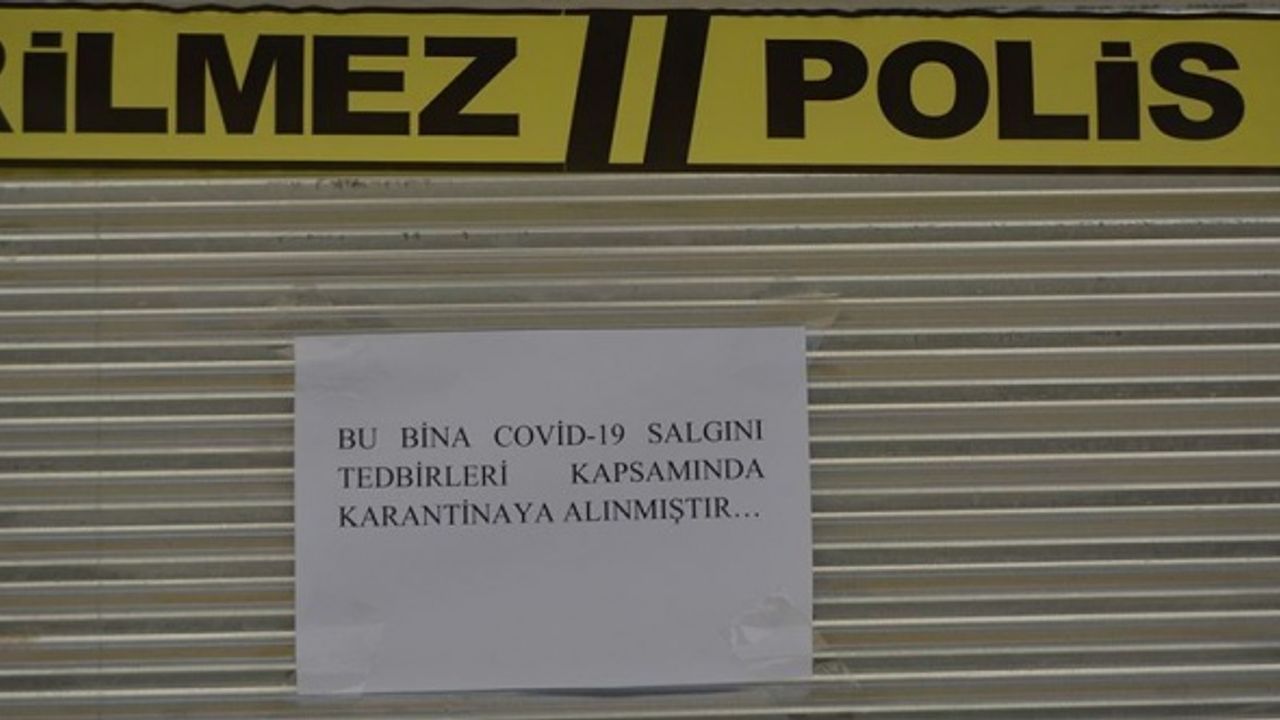 RİLMEZ // POLİS
BU BİNA COVİD-19 SALGINI
TEDBİRLERİ KAPSAMINDA
KARANTİNAYA ALINMIŞTIR...